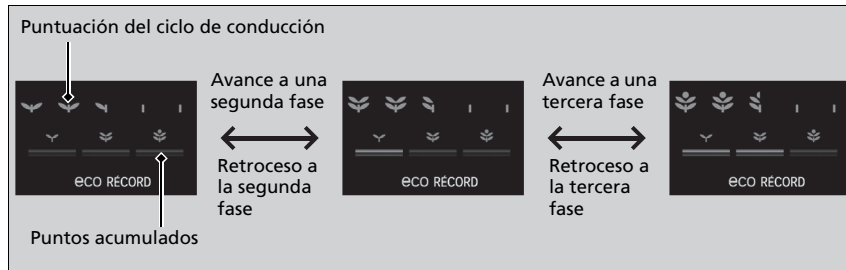 Puntuación del ciclo de conducción
Avance a una
segunda fase
Avance a una
tercera fase
Retroceso a
la segunda
fase
Retroceso a
la tercera
fase
eco RÉCORD
eco RÉCORD
eco RÉCORD
Puntos acumulados